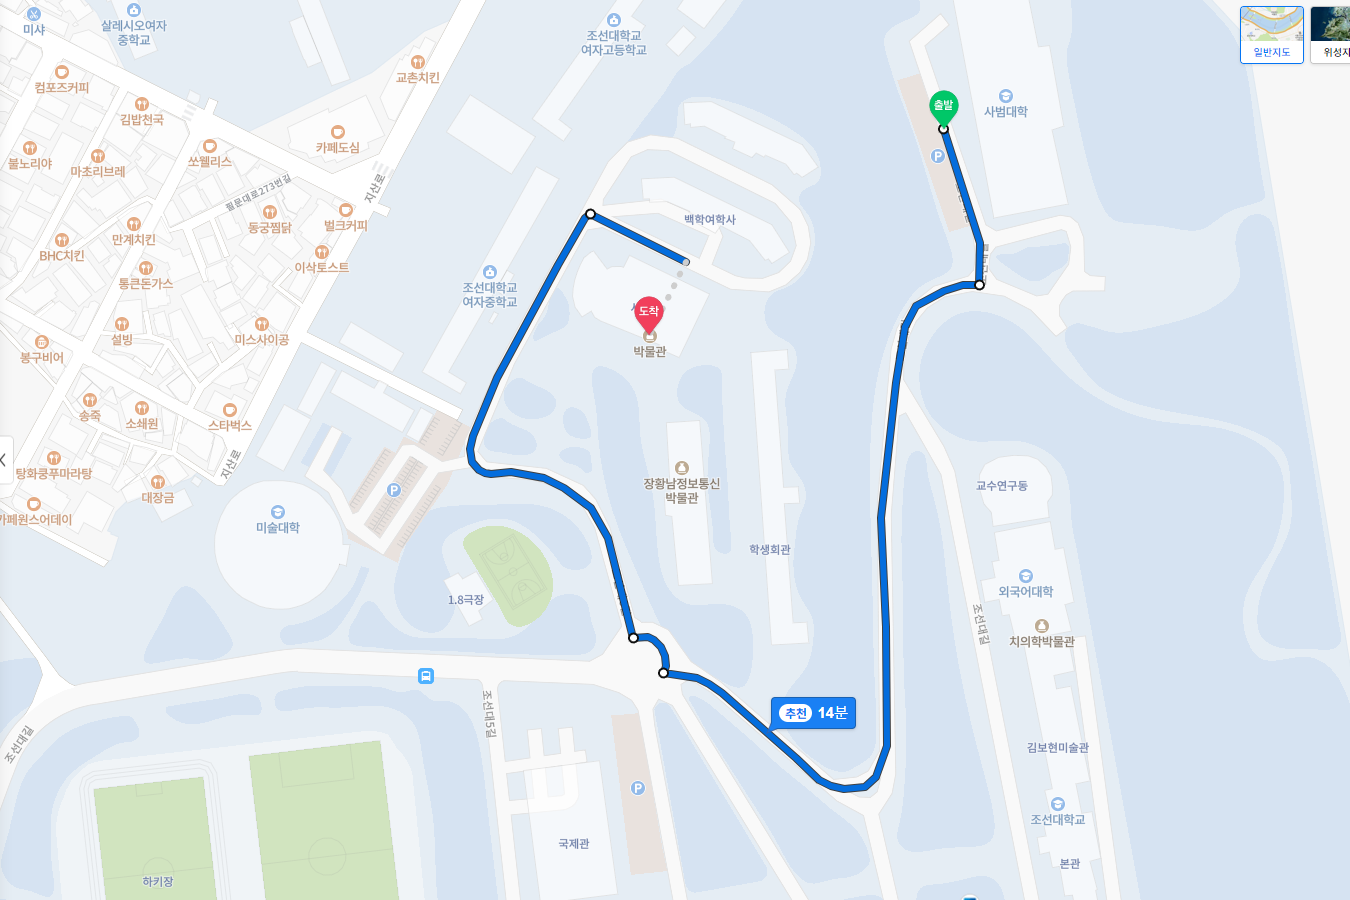 미샤
살레시오여자
중학교
조선대학교
여자고등학교
일반지도
교촌치킨
컴포즈커피
김밥천국
출발
사범대학
카페도심
불노리야
마초리브레
쏘웰리스
P
필문대로273번길
지산로
동궁찜닭
벌크커피
백학여학사
만계치킨
BHC치킨
이삭토스트
통큰돈가스
조선대학교
여자중학교
도착
박물관
설빙
미스사이공
봉구비어
송죽
소쇄원
스타벅스
지산로
탕화쿵푸마라탕
대장금
P
장황남정보통신
박물관
교수연구동
카페원스어데이
미술대학
학생회관
1.8극장
외국어대학
조선대길
치의학박물관
조선대5길
추천 14분
조선대길
김보현미술관
P
조선대학교
국제관
본관
하키장